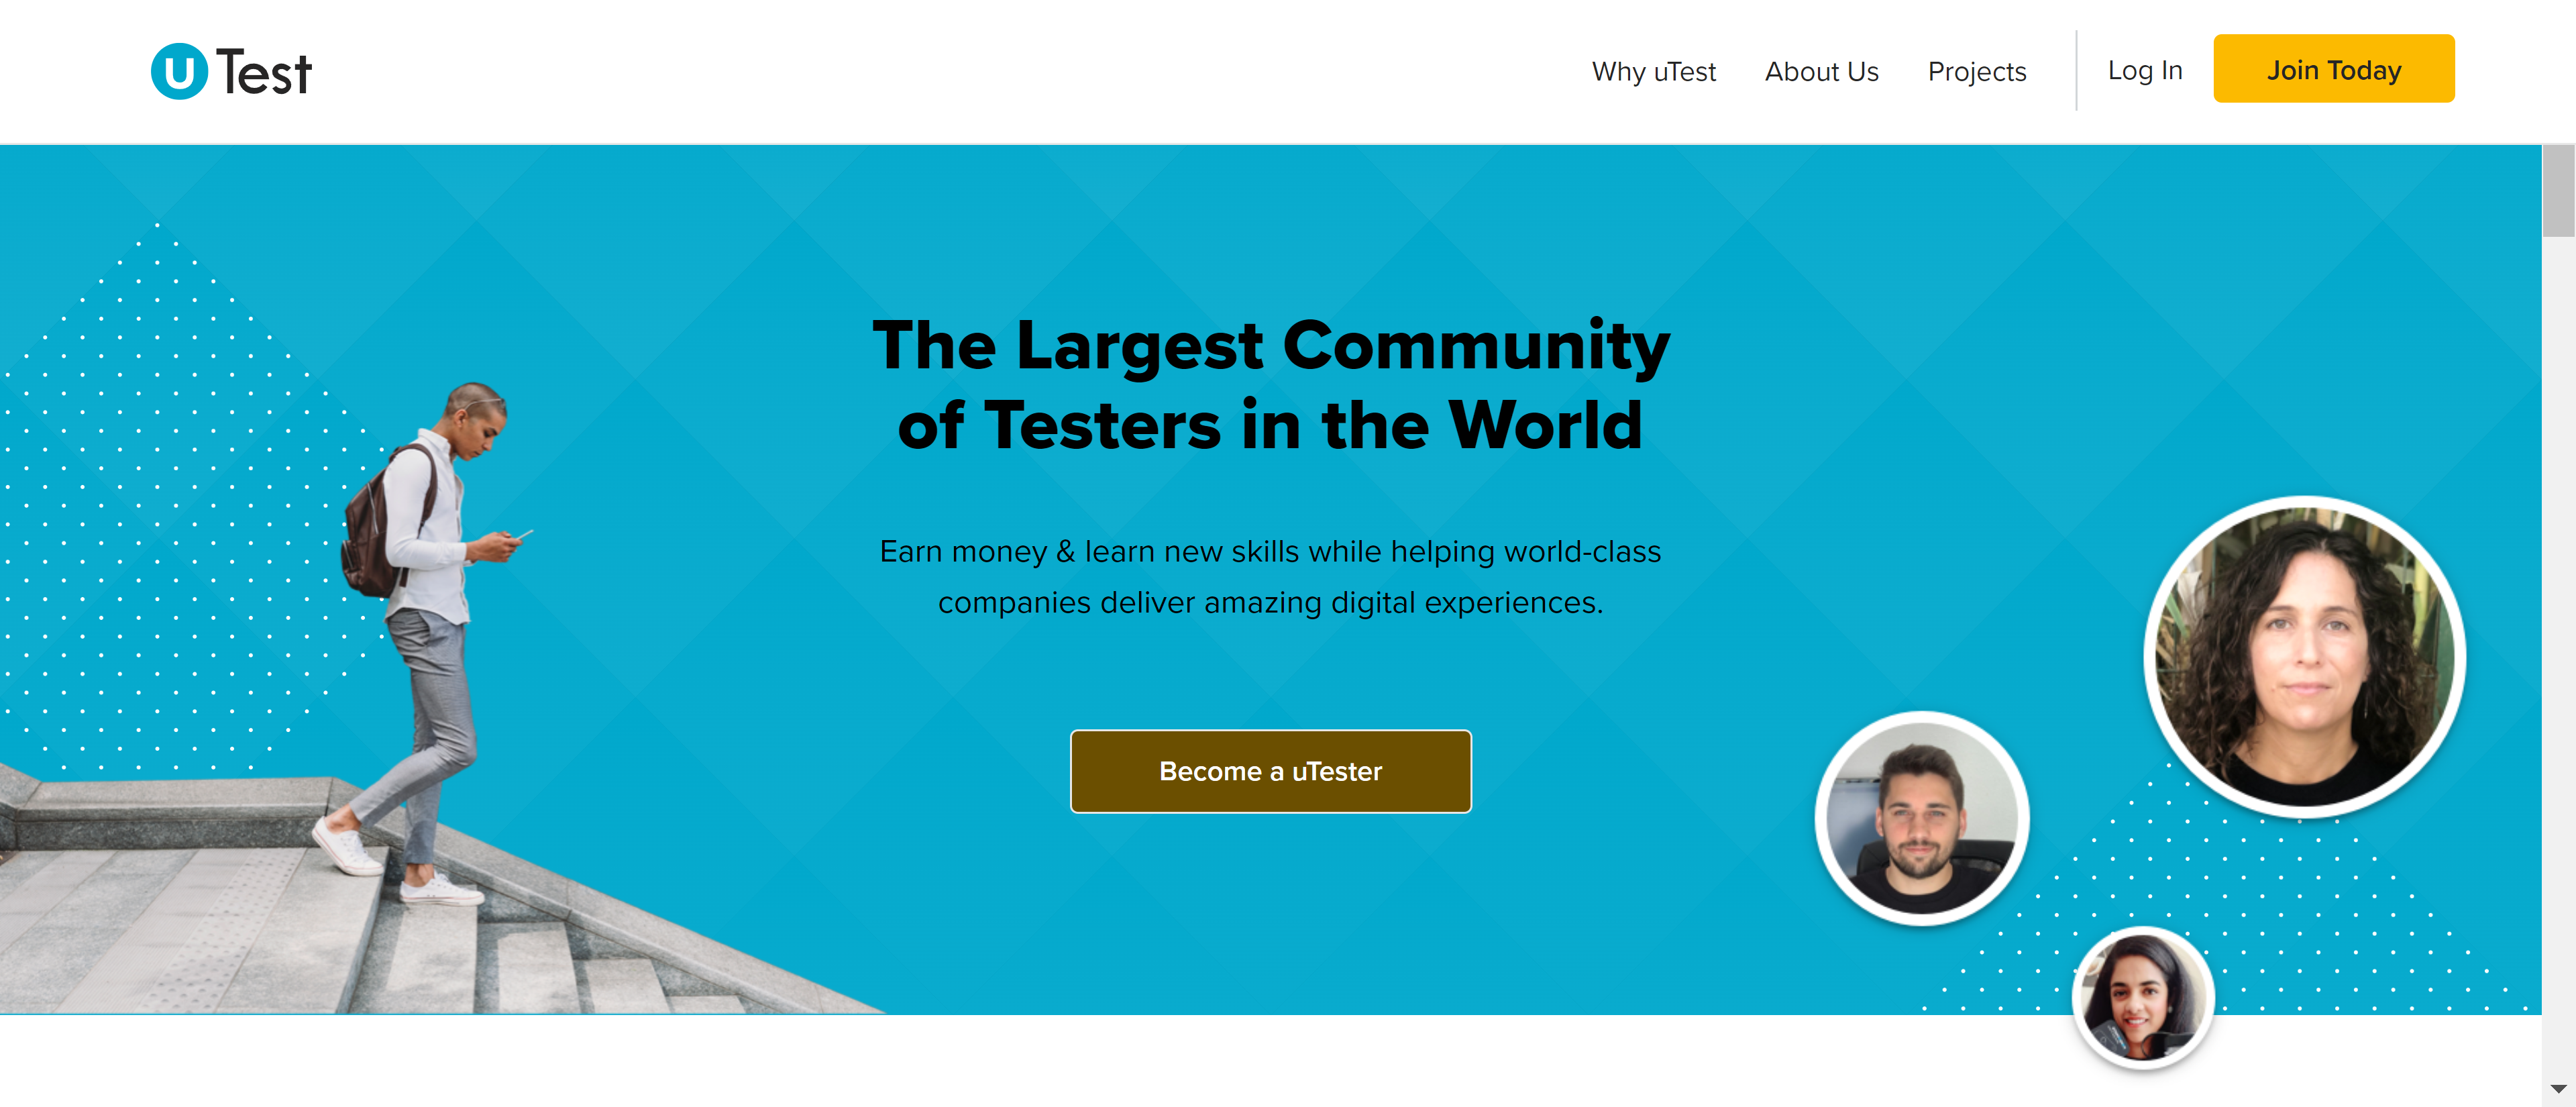 uTest
Why uTest
About Us
Projects
Log In
Join Today
The Largest Community
of Testers in the World
Earn money & learn new skills while helping world-class
companies deliver amazing digital experiences.
Become a uTester